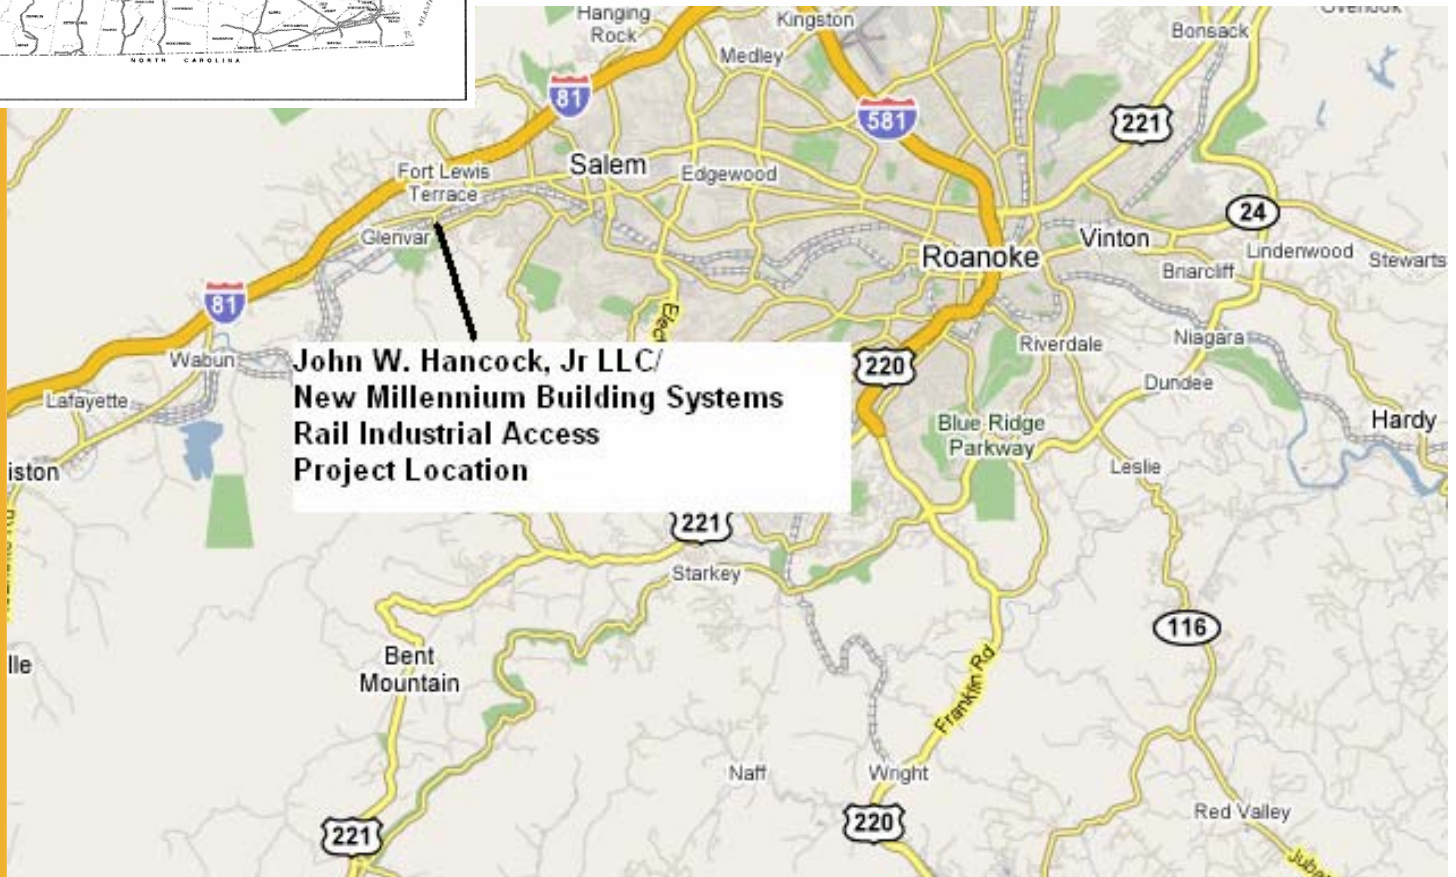 NORTH CAROLINA
Hanging
Rock
Kingston
Bonsack
Medley
81
581
221
Fort Lewis
Terrace
Salem
Edgewood
24
Glenvar
Roanoke
Vinton
Lindenwood
Stewarts
Briarcliff
81
Elec
Wabun
Riverdale
Niagara
220
John W. Hancock, Jr LLC/
New Millennium Building Systems
Rail Industrial Access
Project Location
Lafayette
Dundee
Blue Ridge
Parkway
Hardy
iston
Leslie
221
Starkey
116
lle
Bent
Mountain
Franklin Rd
Naff
Wright
Red Valley
221
220
Juba